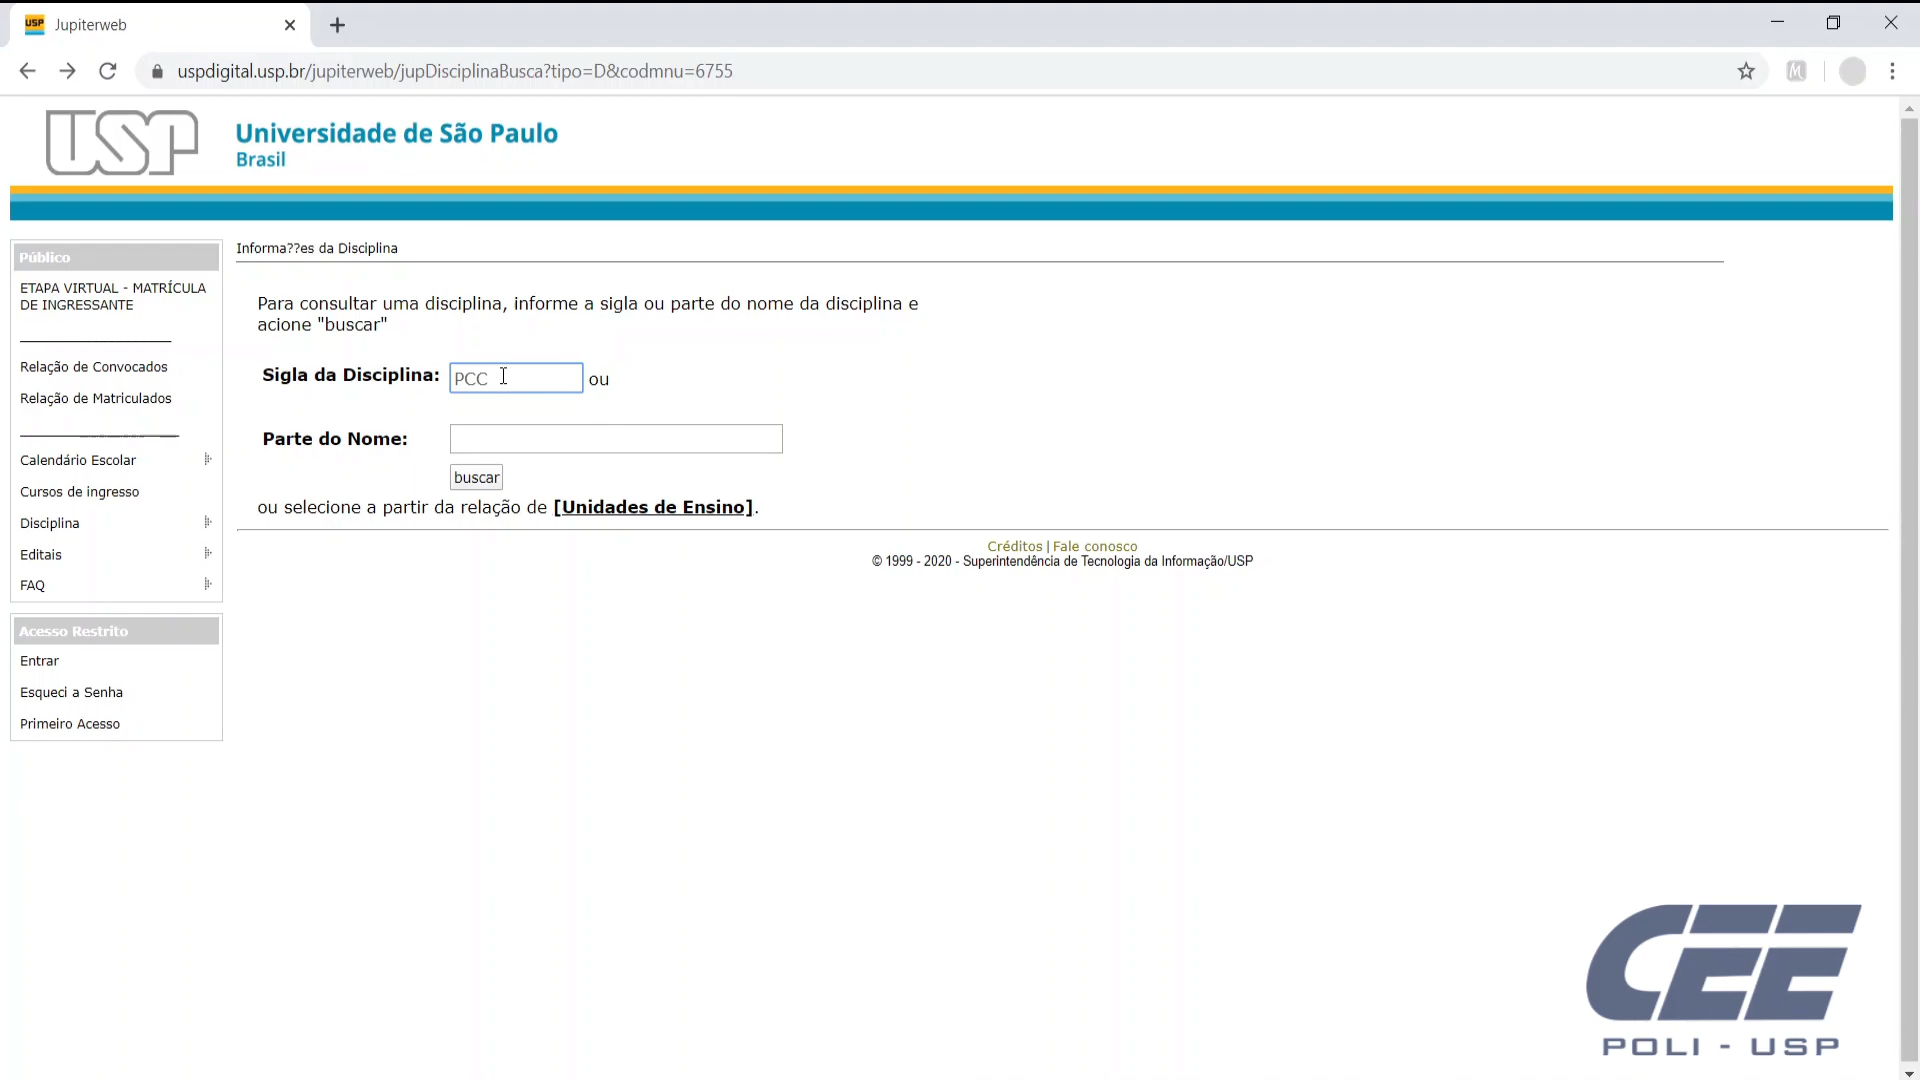 USP
Jupiterweb
uspdigital.usp.br/jupiterweb/jupDisciplinaBusca?tipo=D&codmnu=6755
USP
Universidade de São Paulo
Brasil
Público
ETAPA VIRTUAL - MATRÍCULA
DE INGRESSANTE
Relação de Convocados
Relação de Matriculados
Calendário Escolar
Cursos de ingresso
Disciplina
Editais
FAQ
Acesso Restrito
Entrar
Esqueci a Senha
Primeiro Acesso
Informa??es da Disciplina
Para consultar uma disciplina, informe a sigla ou parte do nome da disciplina e
acione "buscar"
Sigla da Disciplina: PCC ou
Parte do Nome:
buscar
ou selecione a partir da relação de [Unidades de Ensino].
Créditos | Fale conosco
© 1999 - 2020 - Superintendência de Tecnologia da Informação/USP
CEE
POLI - USP